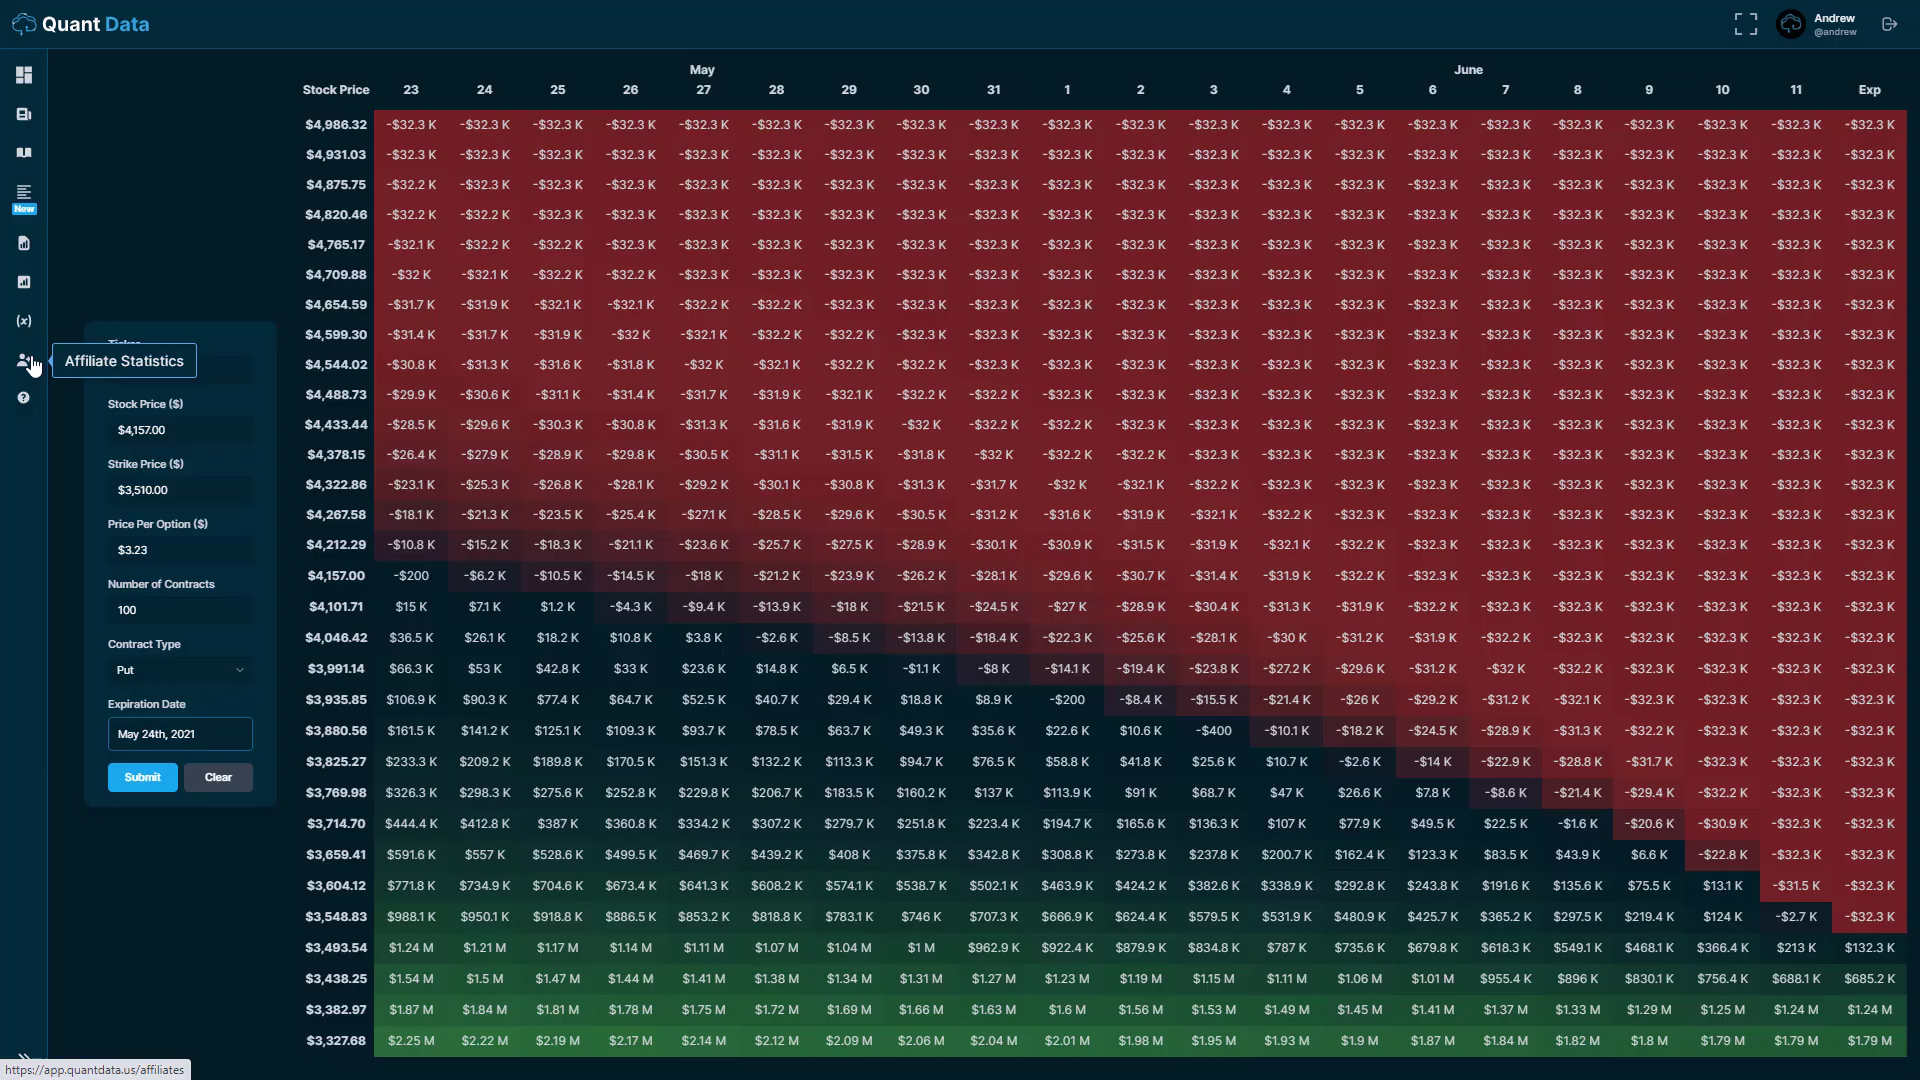 Quant Data
Andrew
@andrew
May June
Stock Price 23 24 25 26 27 28 29 30 31 1 2 3 4 5 6 7 8 9 10 11 Exp
$4,986.32 -$32.3 K -$32.3 K -$32.3 K -$32.3 K -$32.3 K -$32.3 K -$32.3 K -$32.3 K -$32.3 K -$32.3 K -$32.3 K -$32.3 K -$32.3 K -$32.3 K -$32.3 K -$32.3 K -$32.3 K -$32.3 K -$32.3 K -$32.3 K -$32.3 K
$4,931.03 -$32.3 K -$32.3 K -$32.3 K -$32.3 K -$32.3 K -$32.3 K -$32.3 K -$32.3 K -$32.3 K -$32.3 K -$32.3 K -$32.3 K -$32.3 K -$32.3 K -$32.3 K -$32.3 K -$32.3 K -$32.3 K -$32.3 K -$32.3 K -$32.3 K
$4,875.75 -$32.2 K -$32.3 K -$32.3 K -$32.3 K -$32.3 K -$32.3 K -$32.3 K -$32.3 K -$32.3 K -$32.3 K -$32.3 K -$32.3 K -$32.3 K -$32.3 K -$32.3 K -$32.3 K -$32.3 K -$32.3 K -$32.3 K -$32.3 K -$32.3 K
$4,820.46 -$32.2 K -$32.2 K -$32.3 K -$32.3 K -$32.3 K -$32.3 K -$32.3 K -$32.3 K -$32.3 K -$32.3 K -$32.3 K -$32.3 K -$32.3 K -$32.3 K -$32.3 K -$32.3 K -$32.3 K -$32.3 K -$32.3 K -$32.3 K -$32.3 K
$4,765.17 -$32.1 K -$32.2 K -$32.2 K -$32.3 K -$32.3 K -$32.3 K -$32.3 K -$32.3 K -$32.3 K -$32.3 K -$32.3 K -$32.3 K -$32.3 K -$32.3 K -$32.3 K -$32.3 K -$32.3 K -$32.3 K -$32.3 K -$32.3 K -$32.3 K
$4,709.88 -$32 K -$32.1 K -$32.2 K -$32.2 K -$32.3 K -$32.3 K -$32.3 K -$32.3 K -$32.3 K -$32.3 K -$32.3 K -$32.3 K -$32.3 K -$32.3 K -$32.3 K -$32.3 K -$32.3 K -$32.3 K -$32.3 K -$32.3 K -$32.3 K
$4,654.59 -$31.7 K -$31.9 K -$32.1 K -$32.1 K -$32.2 K -$32.2 K -$32.3 K -$32.3 K -$32.3 K -$32.3 K -$32.3 K -$32.3 K -$32.3 K -$32.3 K -$32.3 K -$32.3 K -$32.3 K -$32.3 K -$32.3 K -$32.3 K -$32.3 K
$4,599.30 -$31.4 K -$31.7 K -$31.9 K -$32 K -$32.1 K -$32.2 K -$32.2 K -$32.3 K -$32.3 K -$32.3 K -$32.3 K -$32.3 K -$32.3 K -$32.3 K -$32.3 K -$32.3 K -$32.3 K -$32.3 K -$32.3 K -$32.3 K -$32.3 K
$4,544.02 -$30.8 K -$31.3 K -$31.6 K -$31.8 K -$32 K -$32.1 K -$32.2 K -$32.2 K -$32.3 K -$32.3 K -$32.3 K -$32.3 K -$32.3 K -$32.3 K -$32.3 K -$32.3 K -$32.3 K -$32.3 K -$32.3 K -$32.3 K -$32.3 K
$4,488.73 -$29.9 K -$30.6 K -$31.1 K -$31.4 K -$31.7 K -$31.9 K -$32.1 K -$32.2 K -$32.2 K -$32.3 K -$32.3 K -$32.3 K -$32.3 K -$32.3 K -$32.3 K -$32.3 K -$32.3 K -$32.3 K -$32.3 K -$32.3 K -$32.3 K
$4,433.44 -$28.5 K -$29.6 K -$30.3 K -$30.8 K -$31.3 K -$31.6 K -$31.9 K -$32 K -$32.2 K -$32.2 K -$32.3 K -$32.3 K -$32.3 K -$32.3 K -$32.3 K -$32.3 K -$32.3 K -$32.3 K -$32.3 K -$32.3 K -$32.3 K
$4,378.15 -$26.4 K -$27.9 K -$28.9 K -$29.8 K -$30.5 K -$31.1 K -$31.5 K -$31.8 K -$32 K -$32.2 K -$32.2 K -$32.3 K -$32.3 K -$32.3 K -$32.3 K -$32.3 K -$32.3 K -$32.3 K -$32.3 K -$32.3 K -$32.3 K
$4,322.86 -$23.1 K -$25.3 K -$26.8 K -$28.1 K -$29.2 K -$30.1 K -$30.8 K -$31.3 K -$31.7 K -$32 K -$32.1 K -$32.2 K -$32.3 K -$32.3 K -$32.3 K -$32.3 K -$32.3 K -$32.3 K -$32.3 K -$32.3 K -$32.3 K
$4,267.58 -$18.1 K -$21.3 K -$23.5 K -$25.4 K -$27.1 K -$28.5 K -$29.6 K -$30.5 K -$31.2 K -$31.6 K -$31.9 K -$32.1 K -$32.2 K -$32.3 K -$32.3 K -$32.3 K -$32.3 K -$32.3 K -$32.3 K -$32.3 K -$32.3 K
$4,212.29 -$10.8 K -$15.2 K -$18.3 K -$21.1 K -$23.6 K -$25.7 K -$27.5 K -$28.9 K -$30.1 K -$30.9 K -$31.5 K -$31.9 K -$32.1 K -$32.2 K -$32.3 K -$32.3 K -$32.3 K -$32.3 K -$32.3 K -$32.3 K -$32.3 K
$4,157.00 -$200 -$6.2 K -$10.5 K -$14.5 K -$18 K -$21.2 K -$23.9 K -$26.2 K -$28.1 K -$29.6 K -$30.7 K -$31.4 K -$31.9 K -$32.2 K -$32.3 K -$32.3 K -$32.3 K -$32.3 K -$32.3 K -$32.3 K -$32.3 K
$4,101.71 $15 K $7.1 K $1.2 K -$4.3 K -$9.4 K -$13.9 K -$18 K -$21.5 K -$24.5 K -$27 K -$28.9 K -$30.4 K -$31.3 K -$31.9 K -$32.2 K -$32.3 K -$32.3 K -$32.3 K -$32.3 K -$32.3 K -$32.3 K
$4,046.42 $36.5 K $26.1 K $18.2 K $10.8 K $3.8 K -$2.6 K -$8.5 K -$13.8 K -$18.4 K -$22.3 K -$25.6 K -$28.1 K -$30 K -$31.2 K -$31.9 K -$32.2 K -$32.3 K -$32.3 K -$32.3 K -$32.3 K -$32.3 K
$3,991.14 $66.3 K $53 K $42.8 K $33 K $23.6 K $14.8 K $6.5 K -$1.1 K -$8 K -$14.1 K -$19.4 K -$23.8 K -$27.2 K -$29.6 K -$31.2 K -$32 K -$32.2 K -$32.3 K -$32.3 K -$32.3 K -$32.3 K
$3,935.85 $106.9 K $90.3 K $77.4 K $64.7 K $52.5 K $40.7 K $29.4 K $18.8 K $8.9 K -$200 -$8.4 K -$15.5 K -$21.4 K -$26 K -$29.2 K -$31.2 K -$32.1 K -$32.3 K -$32.3 K -$32.3 K -$32.3 K
$3,880.56 $161.5 K $141.2 K $125.1 K $109.3 K $93.7 K $78.5 K $63.7 K $49.3 K $35.6 K $22.6 K $10.6 K -$400 -$10.1 K -$18.2 K -$24.5 K -$28.9 K -$31.3 K -$32.2 K -$32.3 K -$32.3 K -$32.3 K
$3,825.27 $233.3 K $209.2 K $189.8 K $170.5 K $151.3 K $132.2 K $113.3 K $94.7 K $76.5 K $58.8 K $41.8 K $25.6 K $10.7 K -$2.6 K -$14 K -$22.9 K -$28.8 K -$31.7 K -$32.3 K -$32.3 K -$32.3 K
$3,769.98 $326.3 K $298.3 K $275.6 K $252.8 K $229.8 K $206.7 K $183.5 K $160.2 K $137 K $113.9 K $91 K $68.7 K $47 K $26.6 K $7.8 K -$8.6 K -$21.4 K -$29.4 K -$32.2 K -$32.3 K -$32.3 K
$3,714.70 $444.4 K $412.8 K $387 K $360.8 K $334.2 K $307.2 K $279.7 K $251.8 K $223.4 K $194.7 K $165.6 K $136.3 K $107 K $77.9 K $49.5 K $22.5 K -$1.6 K -$20.6 K -$30.9 K -$32.3 K -$32.3 K
$3,659.41 $591.6 K $557 K $528.6 K $499.5 K $469.7 K $439.2 K $408 K $375.8 K $342.8 K $308.8 K $273.8 K $237.8 K $200.7 K $162.4 K $123.3 K $83.5 K $43.9 K $6.6 K -$22.8 K -$32.3 K -$32.3 K
$3,604.12 $771.8 K $734.9 K $704.6 K $673.4 K $641.3 K $608.2 K $574.1 K $538.7 K $502.1 K $463.9 K $424.2 K $382.6 K $338.9 K $292.8 K $243.8 K $191.6 K $135.6 K $75.5 K $13.1 K -$31.5 K -$32.3 K
$3,548.83 $988.1 K $950.1 K $918.8 K $886.5 K $853.2 K $818.8 K $783.1 K $746 K $707.3 K $666.9 K $624.4 K $579.5 K $531.9 K $480.9 K $425.7 K $365.2 K $297.5 K $219.4 K $124 K -$2.7 K -$32.3 K
$3,493.54 $1.24 M $1.21 M $1.17 M $1.14 M $1.11 M $1.07 M $1.04 M $1 M $962.9 K $922.4 K $879.9 K $834.8 K $787 K $735.6 K $679.8 K $618.3 K $549.1 K $468.1 K $366.4 K $213 K $132.3 K
$3,438.25 $1.54 M $1.5 M $1.47 M $1.44 M $1.41 M $1.38 M $1.34 M $1.31 M $1.27 M $1.23 M $1.19 M $1.15 M $1.11 M $1.06 M $1.01 M $955.4 K $896 K $830.1 K $756.4 K $688.1 K $685.2 K
$3,382.97 $1.87 M $1.84 M $1.81 M $1.78 M $1.75 M $1.72 M $1.69 M $1.66 M $1.63 M $1.6 M $1.56 M $1.53 M $1.49 M $1.45 M $1.41 M $1.37 M $1.33 M $1.29 M $1.25 M $1.24 M $1.24 M
$3,327.68 $2.25 M $2.22 M $2.19 M $2.17 M $2.14 M $2.12 M $2.09 M $2.06 M $2.04 M $2.01 M $1.98 M $1.95 M $1.93 M $1.9 M $1.87 M $1.84 M $1.82 M $1.8 M $1.79 M $1.79 M $1.79 M
New
(x)
Affiliate Statistics
Stock Price ($)
$4,157.00
Strike Price ($)
$3,510.00
Price Per Option ($)
$3.23
Number of Contracts
100
Contract Type
Put
Expiration Date
May 24th, 2021
Submit Clear
https://app.quantdata.us/affiliates